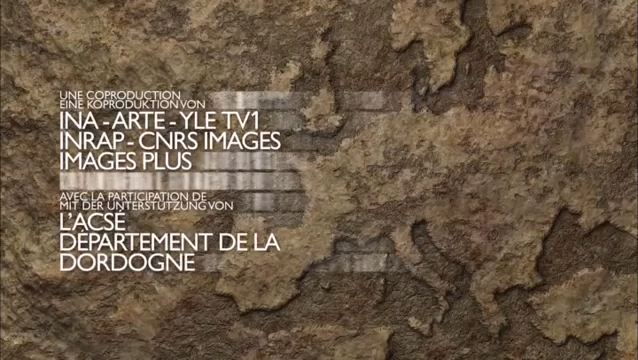 UNE COPRODUCTION
EINE KOPRODUKTION VON
INA - ARTE - YLE TV1
INRAP - CNRS IMAGES
IMAGES PLUS
AVEC LA PARTICIPATION DE
MIT DER UNTERSTÜTZUNG VON
L'ACSÉ
DÉPARTEMENT DE LA
DORDOGNE